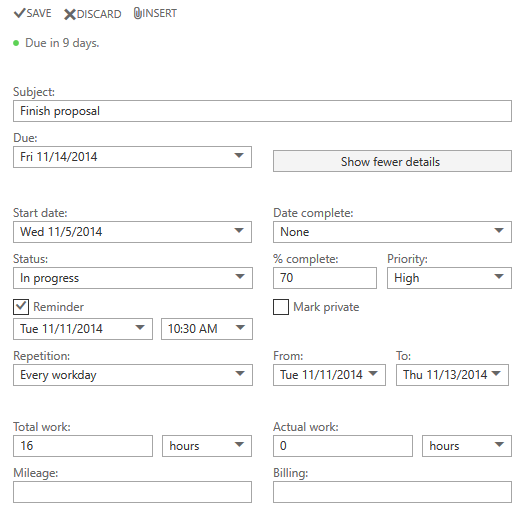 SAVE DISCARD INSERT
Due in 9 days.
Subject:
Finish proposal
Due:
Fri 11/14/2014
Show fewer details
Start date: Date complete:
Wed 11/5/2014 None
Status: % complete: Priority:
In progress 70 High
Reminder Mark private
Tue 11/11/2014 10:30 AM
Repetition: From: To:
Every workday Tue 11/11/2014 Thu 11/13/2014
Total work: Actual work:
16 hours 0 hours
Mileage: Billing: